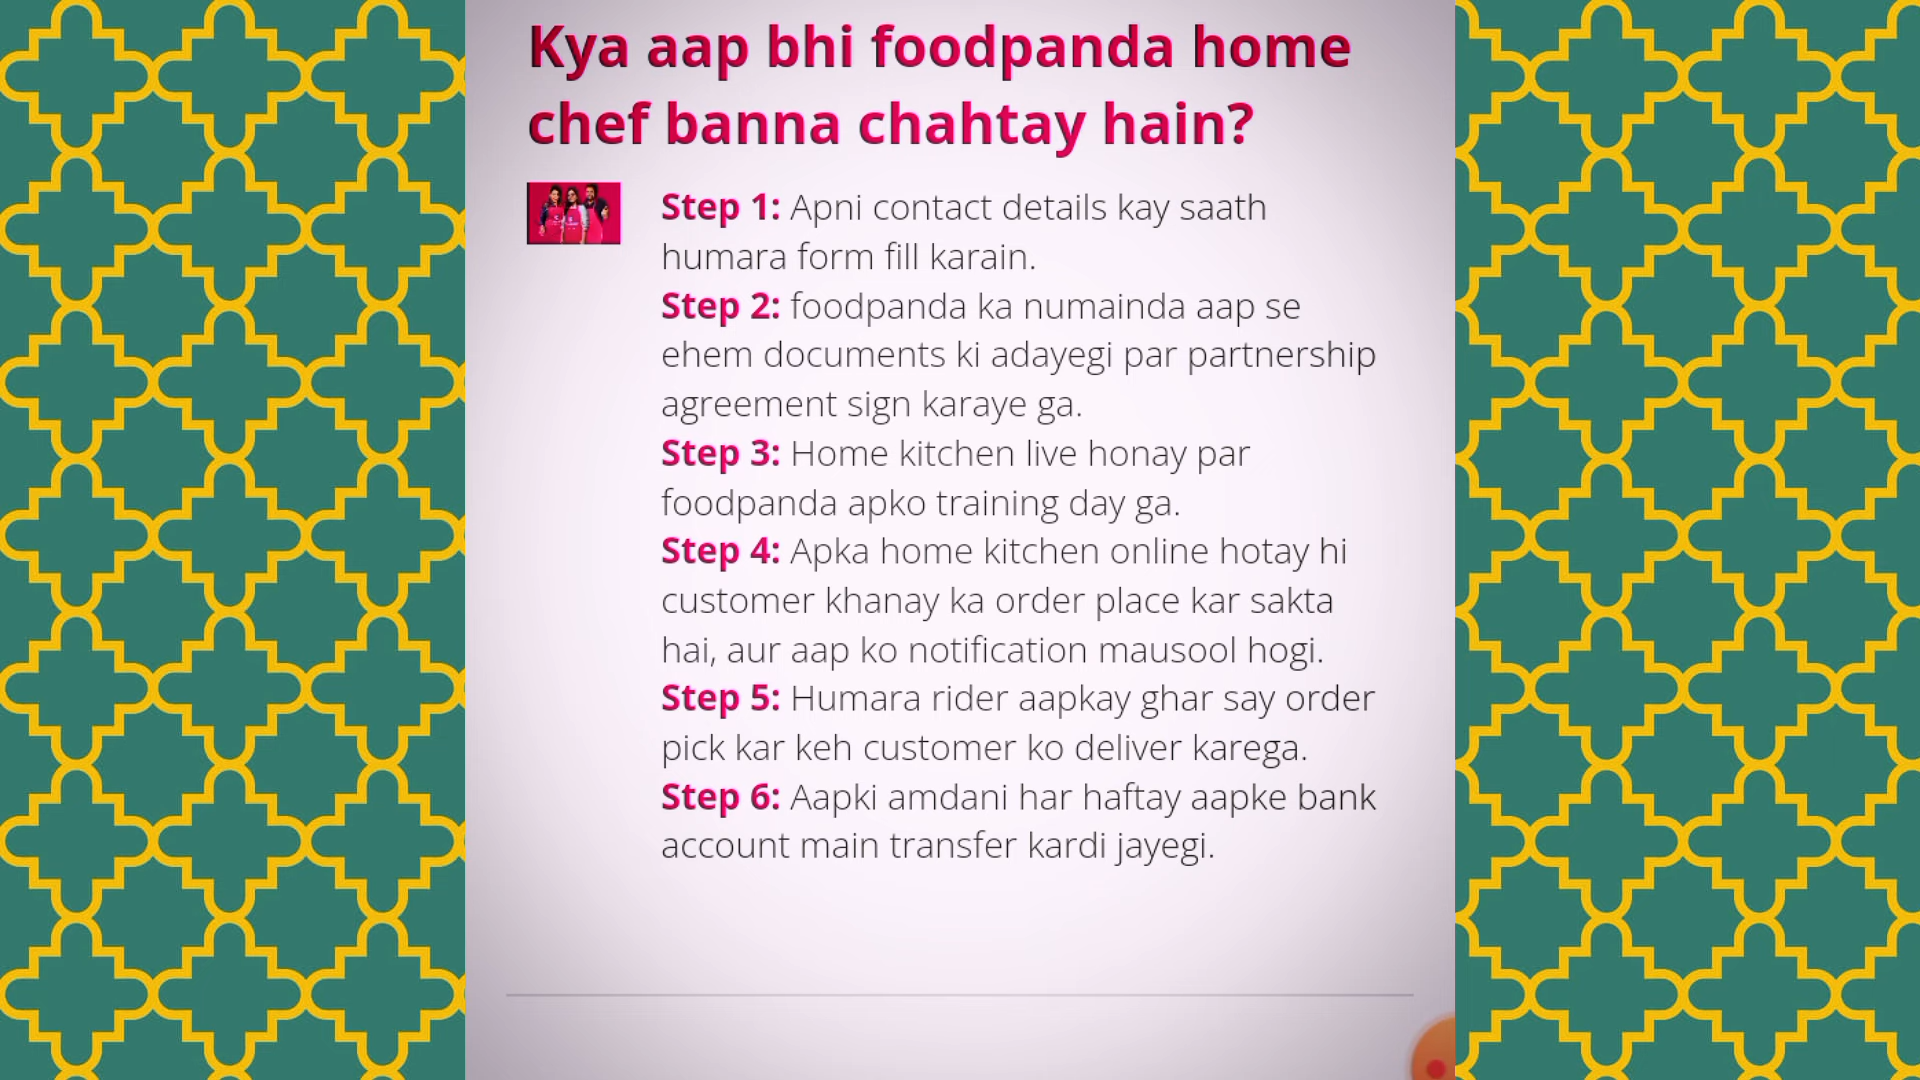 Kya aap bhi foodpanda home
chef banna chahtay hain?
Step 1: Apni contact details kay saath
humara form fill karain.
Step 2: foodpanda ka numainda aap se
ehem documents ki adayegi par partnership
agreement sign karaye ga.
Step 3: Home kitchen live honay par
foodpanda apko training day ga.
Step 4: Apka home kitchen online hotay hi
customer khanay ka order place kar sakta
hai, aur aap ko notification mausool hogi.
Step 5: Humara rider aapkay ghar say order
pick kar keh customer ko deliver karega.
Step 6: Aapki amdani har haftay aapke bank
account main transfer kardi jayegi.